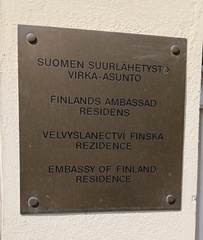 SUOMEN SUURLÄHETYSTÖ
VIRKA-ASUNTO
FINLANDS AMBASSAD
RESIDENS
VELVYSLANECTVÍ FINSKA
REZIDENCE
EMBASSY OF FINLAND
RESIDENCE